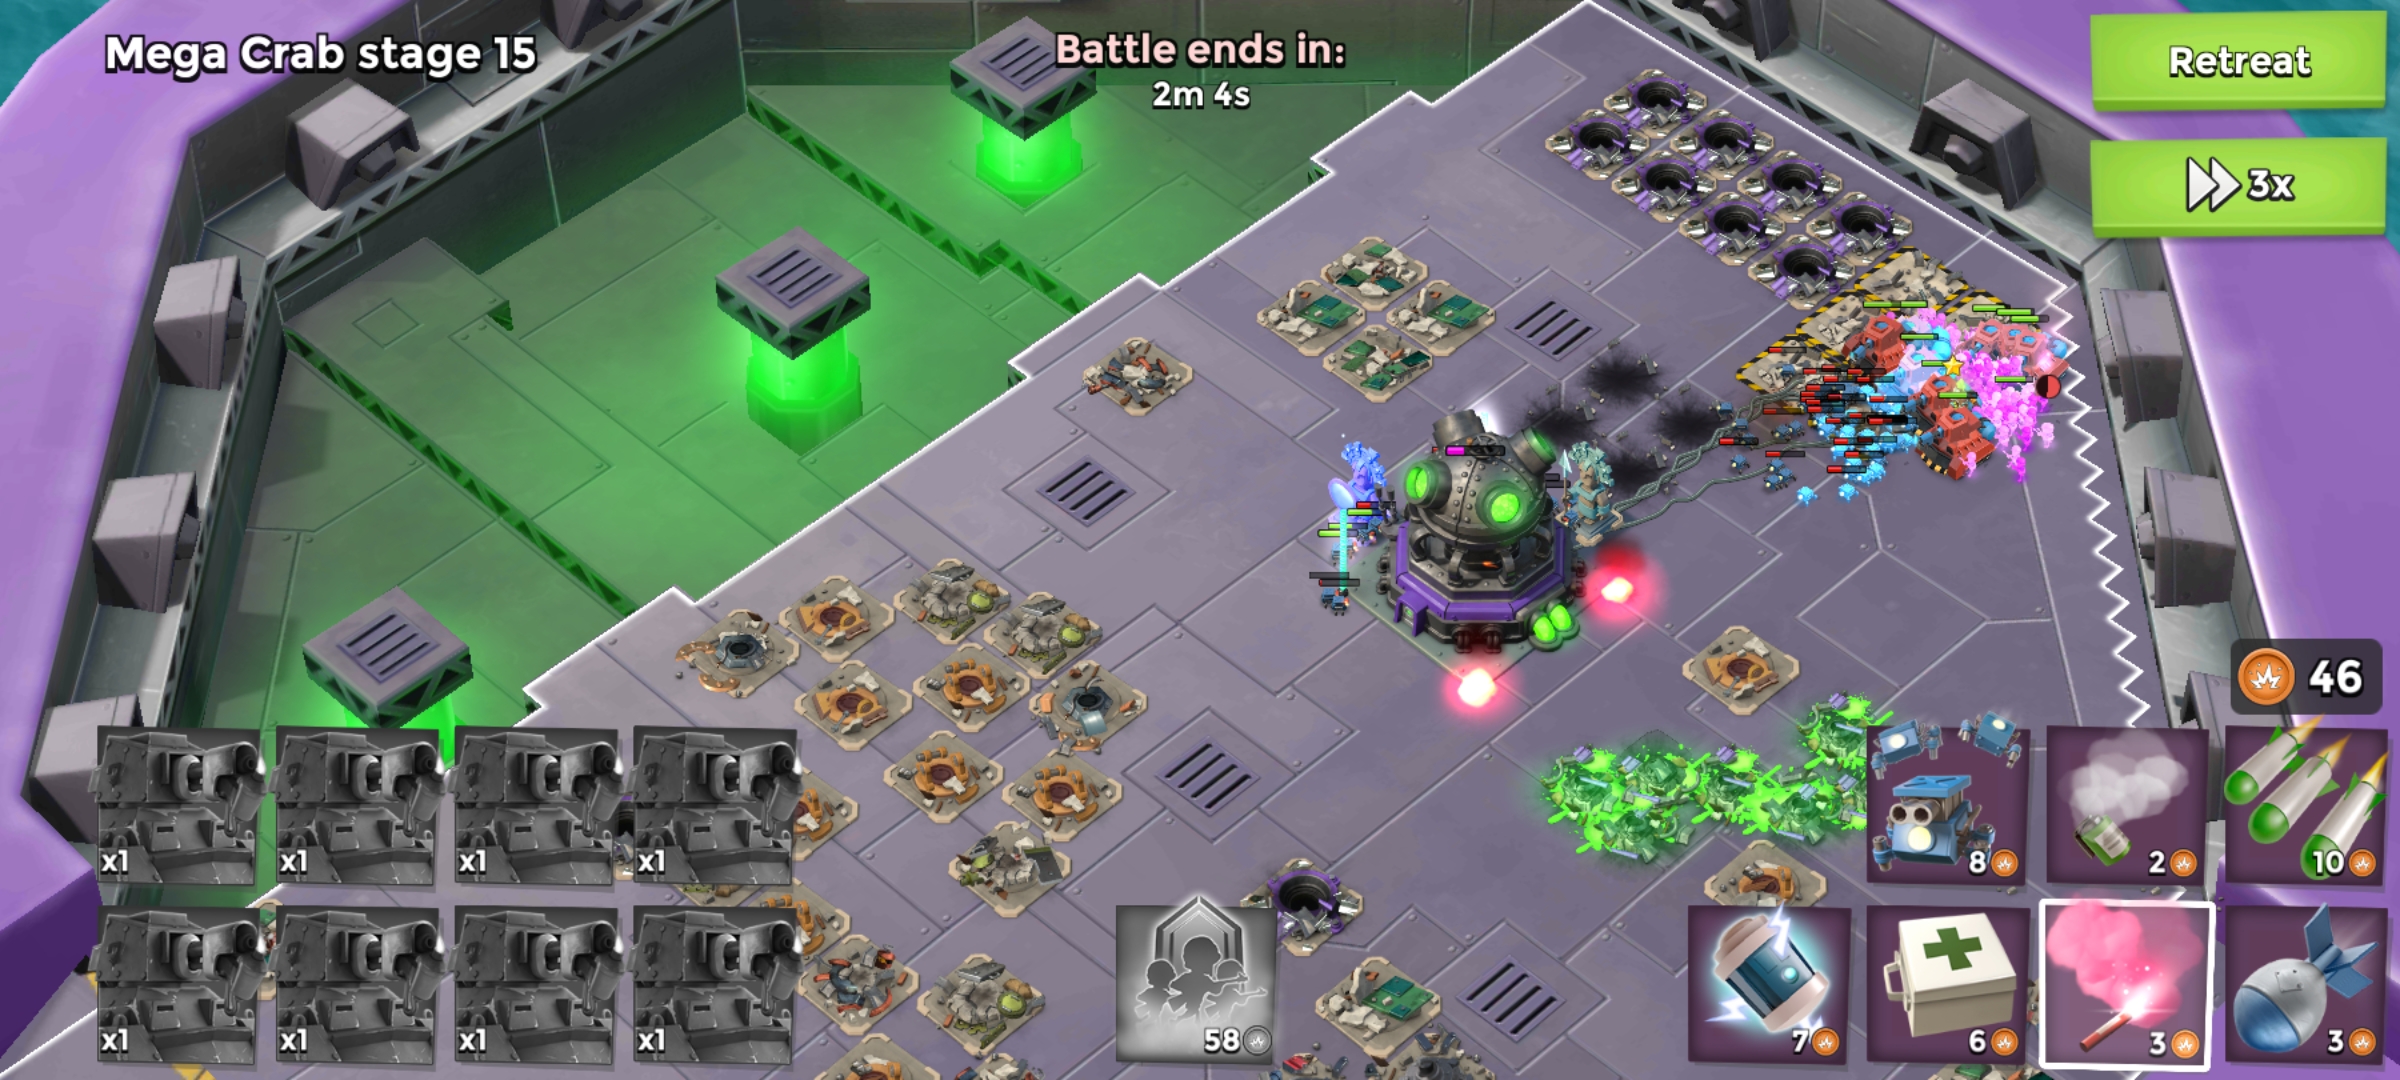 Mega Crab stage 15
Battle ends in:
2m 4s
Retreat
3x
46
x1
x1
x1
x1
8
2
10
x1
x1
x1
x1
58
7
6
3
3